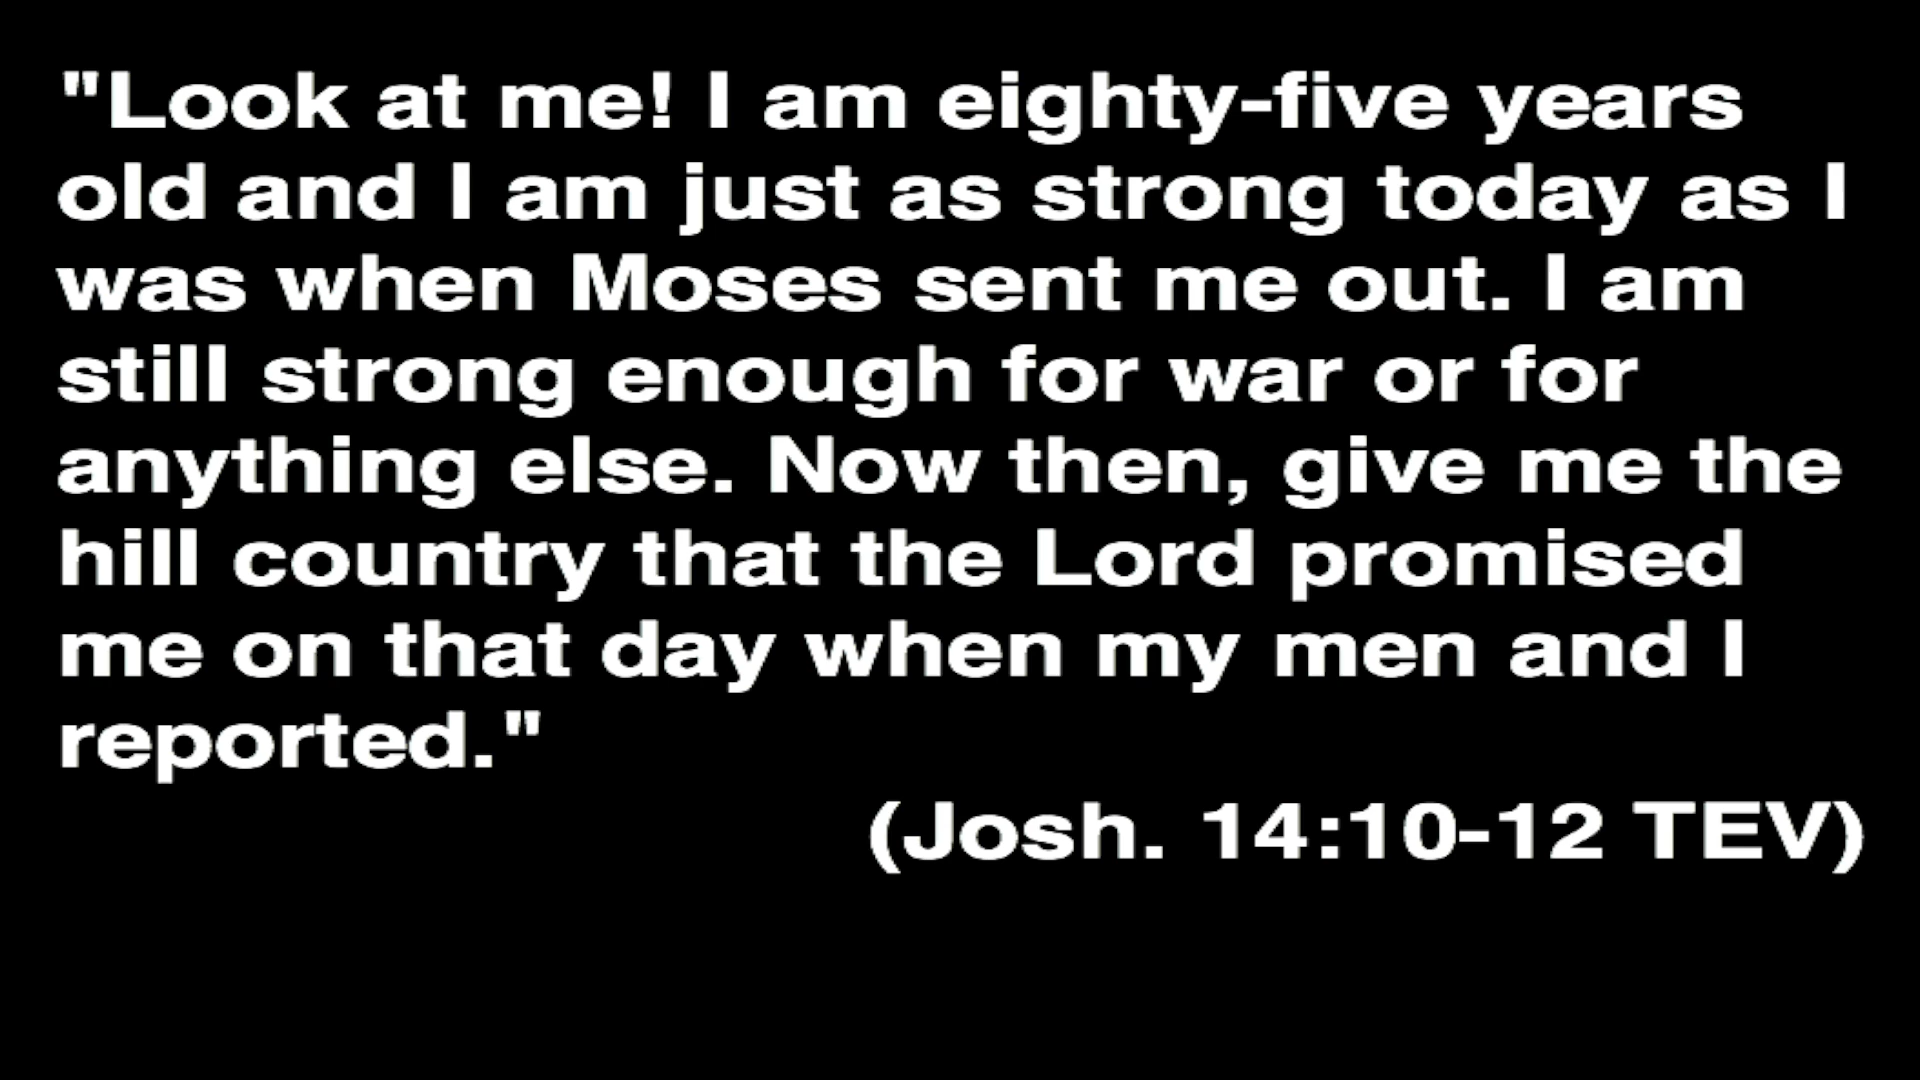 "Look at me! I am eighty-five years
old and I am just as strong today as I
was when Moses sent me out. I am
still strong enough for war or for
anything else. Now then, give me the
hill country that the Lord promised
me on that day when my men and I
reported."
(Josh. 14:10-12 TEV)